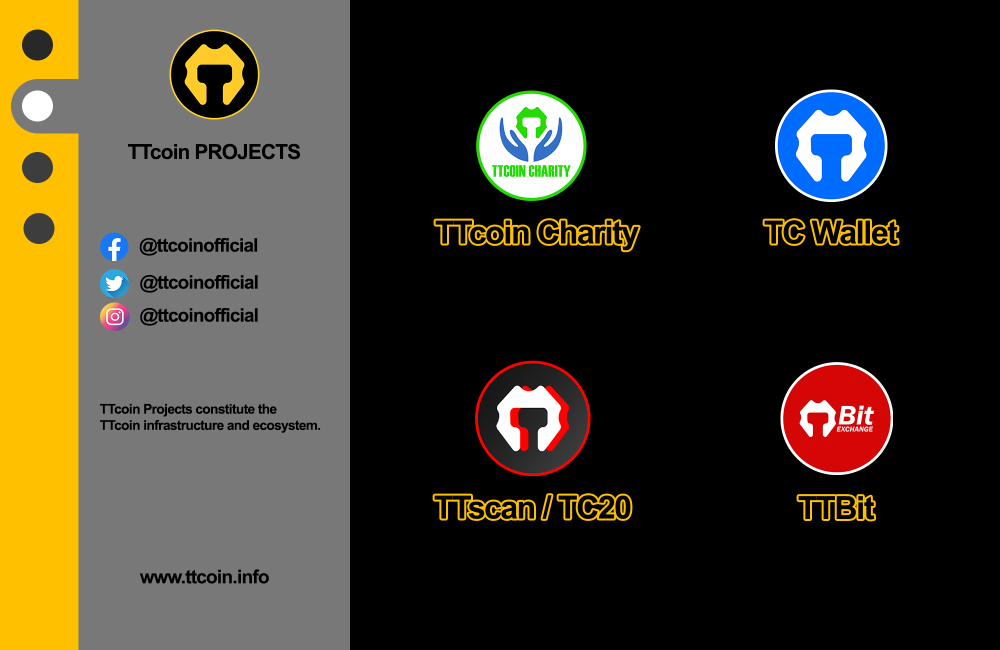 TTcoin PROJECTS
@ttcoinofficial
@ttcoinofficial
@ttcoinofficial
TTcoin Projects constitute the
TTcoin infrastructure and ecosystem.
www.ttcoin.info
TTCOIN CHARITY
TTcoin Charity
TC Wallet
TTscan / TC20
Bit
EXCHANGE
TTBit